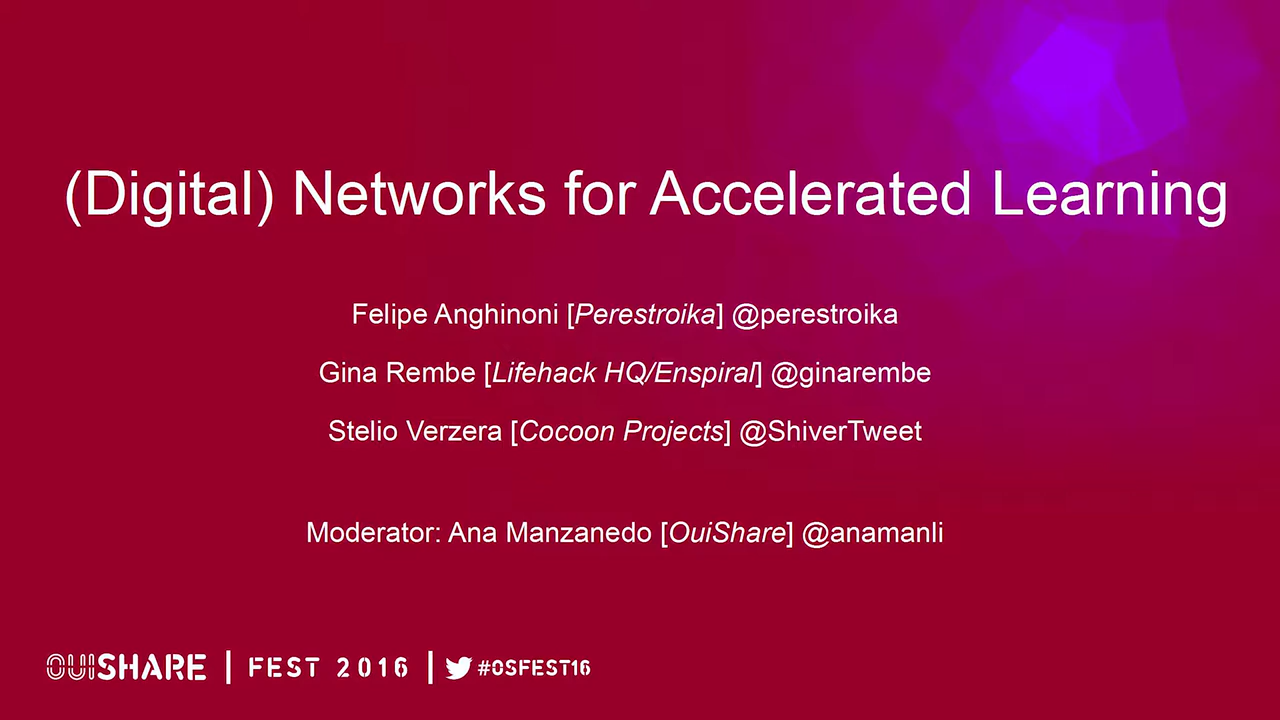 (Digital) Networks for Accelerated Learning
Felipe Anghinoni [Perestroika] @perestroika
Gina Rembe [Lifehack HQ/Enspiral] @ginarembe
Stelio Verzera [Cocoon Projects] @ShiverTweet
Moderator: Ana Manzanedo [OuiShare] @anamanli
OUISHARE | FEST 2016 | #OSFEST16